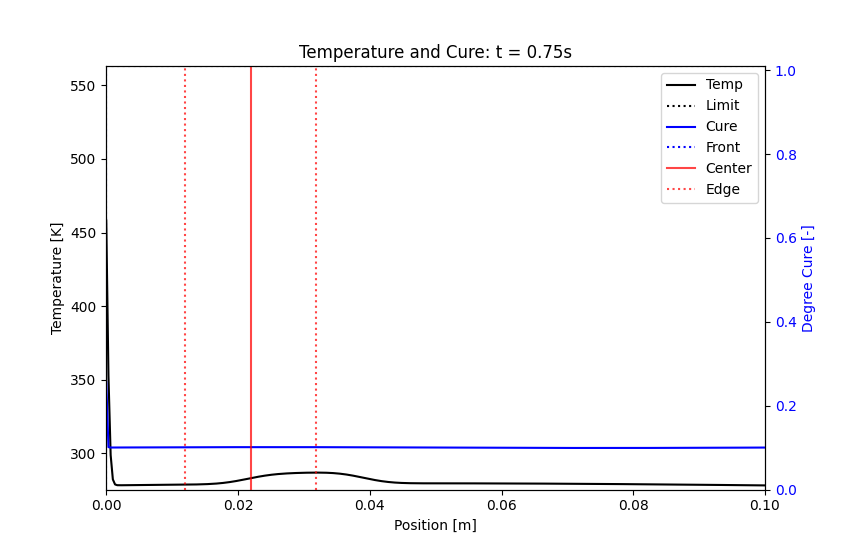 Temperature and Cure: t = 0.75s
Temp
Limit
Cure
Front
Center
Edge
550
500
450
400
350
300
Temperature [K]
1.0
0.8
0.6
0.4
0.2
0.0
Degree Cure [-]
0.00
0.02
0.04
0.06
0.08
0.10
Position [m]